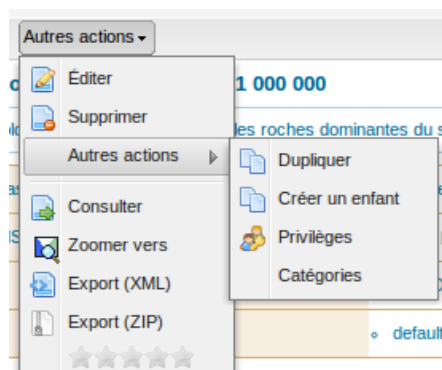 Autres actions
1 000 000
Éditer
Supprimer
les roches dominantes du s
Autres actions
Dupliquer
Créer un enfant
Consulter
Privilèges
Zoomer vers
Catégories
Export (XML)
Export (ZIP)
default